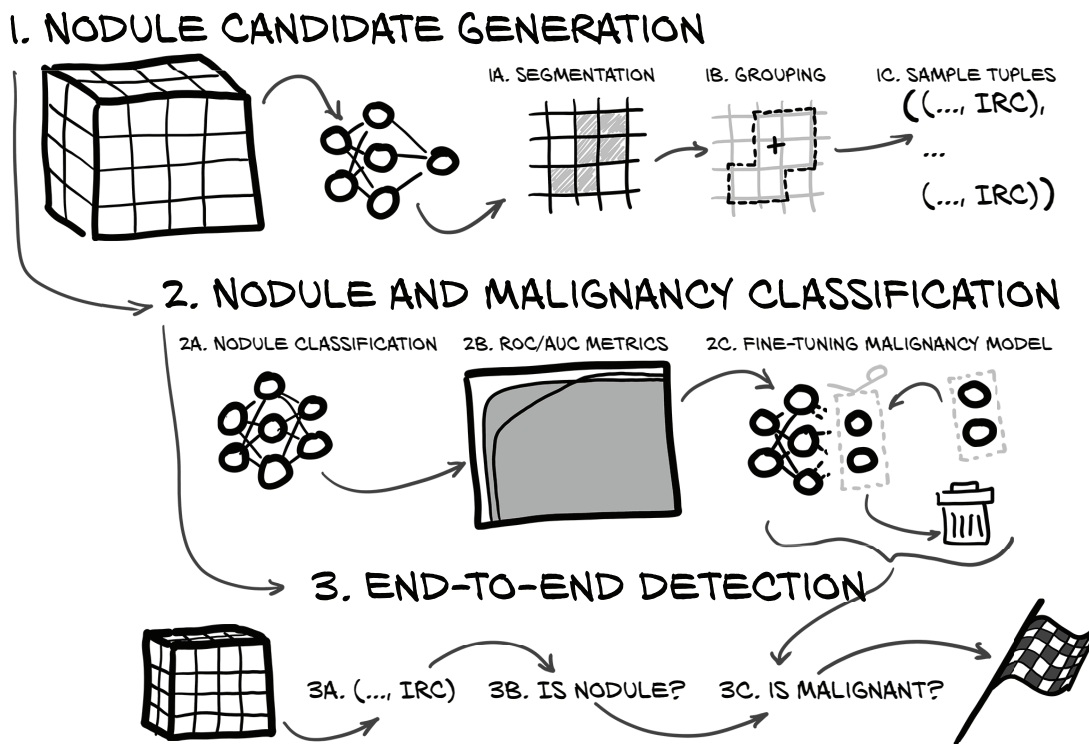 1. NODULE CANDIDATE GENERATION
1A. SEGMENTATION
1B. GROUPING
1C. SAMPLE TUPLES
((..., IRC),
...
(..., IRC))
2. NODULE AND MALIGNANCY CLASSIFICATION
2A. NODULE CLASSIFICATION
2B. ROC/AUC METRICS
2C. FINE-TUNING MALIGNANCY MODEL
3. END-TO-END DETECTION
3A. (..., IRC)
3B. IS NODULE?
3C. IS MALIGNANT?